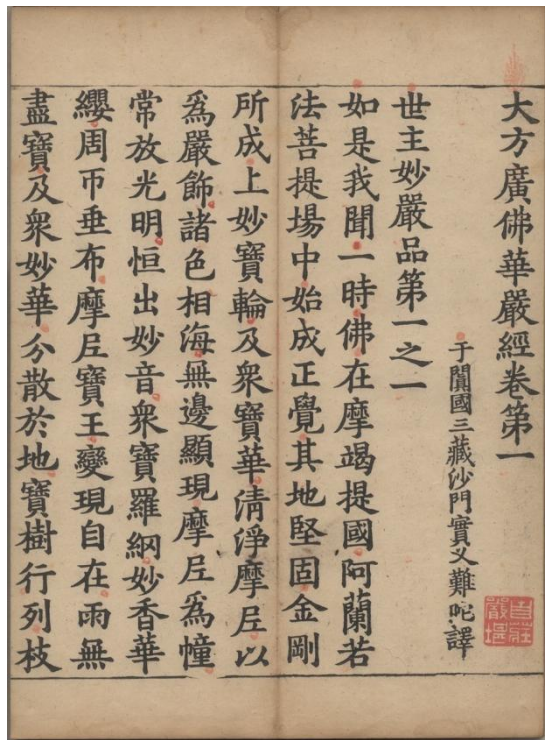 大方廣佛華嚴經卷第一
于闐國三藏沙門實叉難陀譯
世主妙嚴品第一之一
如是我聞一時佛在摩竭提國阿蘭若
法菩提場中始成正覺其地堅固金剛
所成上妙寶輪及衆寶華清淨摩尼以
爲嚴飾諸色相海無邊顯現摩尼爲幢
常放光明恒出妙音衆寶羅網妙香華
纓周帀垂布摩尼寶王變現自在雨無
盡寶及衆妙華分散於地寶樹行列枝